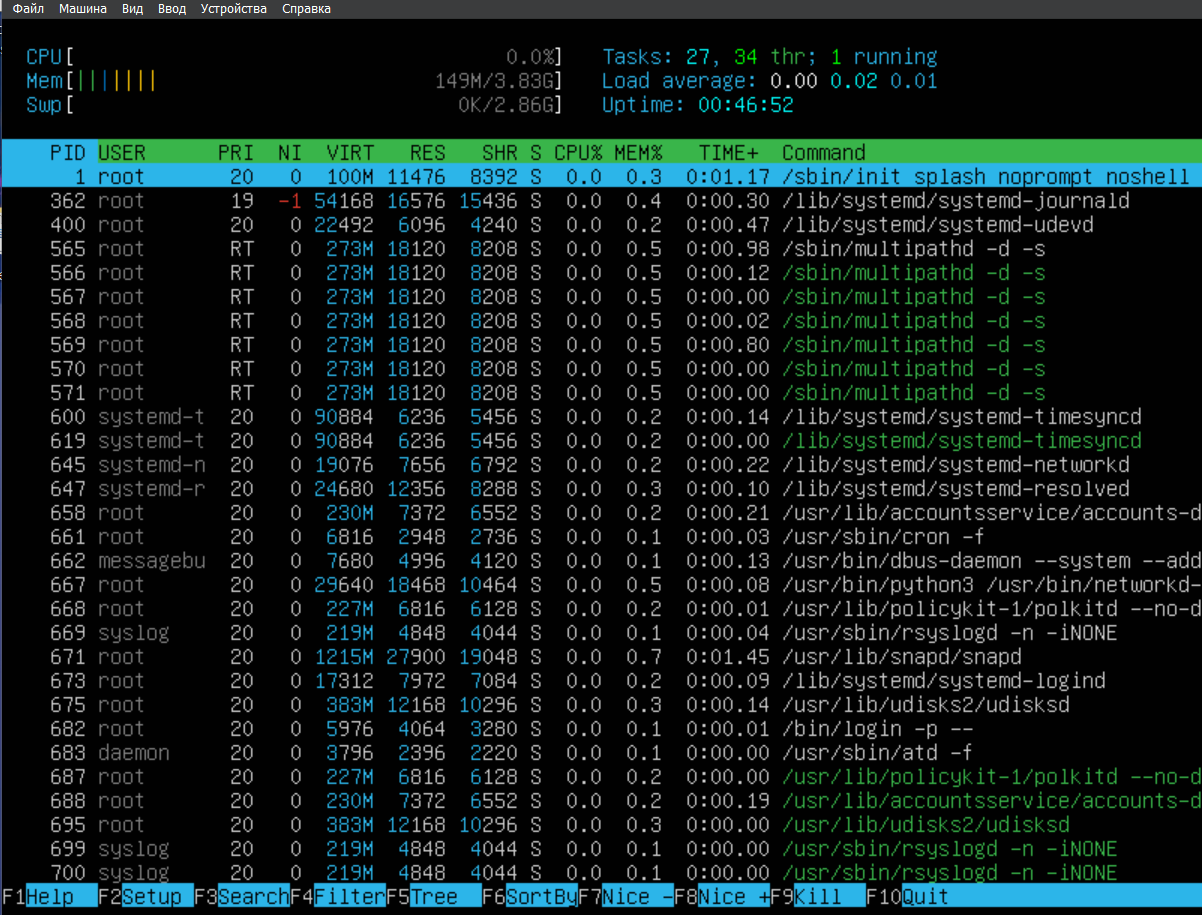 Файл Машина Вид Ввод Устройства Справка
CPU[ 0.0%] Tasks: 27, 34 thr; 1 running
Mem[||||||| 149M/3.83G] Load average: 0.00 0.02 0.01
Swp[ 0K/2.86G] Uptime: 00:46:52
PID USER PRI NI VIRT RES SHR S CPU% MEM% TIME+ Command
1 root 20 0 100M 11476 8392 S 0.0 0.3 0:01.17 /sbin/init splash noprompt noshell
362 root 19 -1 54168 16576 15436 S 0.0 0.4 0:00.30 /lib/systemd/systemd-journald
400 root 20 0 22492 6096 4240 S 0.0 0.2 0:00.47 /lib/systemd/systemd-udevd
565 root RT 0 273M 18120 8208 S 0.0 0.5 0:00.98 /sbin/multipathd -d -s
566 root RT 0 273M 18120 8208 S 0.0 0.5 0:00.12 /sbin/multipathd -d -s
567 root RT 0 273M 18120 8208 S 0.0 0.5 0:00.00 /sbin/multipathd -d -s
568 root RT 0 273M 18120 8208 S 0.0 0.5 0:00.02 /sbin/multipathd -d -s
569 root RT 0 273M 18120 8208 S 0.0 0.5 0:00.80 /sbin/multipathd -d -s
570 root RT 0 273M 18120 8208 S 0.0 0.5 0:00.00 /sbin/multipathd -d -s
571 root RT 0 273M 18120 8208 S 0.0 0.5 0:00.00 /sbin/multipathd -d -s
600 systemd-t 20 0 90884 6236 5456 S 0.0 0.2 0:00.14 /lib/systemd/systemd-timesyncd
619 systemd-t 20 0 90884 6236 5456 S 0.0 0.2 0:00.00 /lib/systemd/systemd-timesyncd
645 systemd-n 20 0 19076 7656 6792 S 0.0 0.2 0:00.22 /lib/systemd/systemd-networkd
647 systemd-r 20 0 24680 12356 8288 S 0.0 0.3 0:00.10 /lib/systemd/systemd-resolved
658 root 20 0 230M 7372 6552 S 0.0 0.2 0:00.21 /usr/lib/accountsservice/accounts-d
661 root 20 0 6816 2948 2736 S 0.0 0.1 0:00.03 /usr/sbin/cron -f
662 messagebu 20 0 7680 4996 4120 S 0.0 0.1 0:00.13 /usr/bin/dbus-daemon --system --add
667 root 20 0 29640 18468 10464 S 0.0 0.5 0:00.08 /usr/bin/python3 /usr/bin/networkd-
668 root 20 0 227M 6816 6128 S 0.0 0.2 0:00.01 /usr/lib/policykit-1/polkitd --no-d
669 syslog 20 0 219M 4848 4044 S 0.0 0.1 0:00.04 /usr/sbin/rsyslogd -n -iNONE
671 root 20 0 1215M 27900 19048 S 0.0 0.7 0:01.45 /usr/lib/snapd/snapd
673 root 20 0 17312 7972 7084 S 0.0 0.2 0:00.09 /lib/systemd/systemd-logind
675 root 20 0 383M 12168 10296 S 0.0 0.3 0:00.14 /usr/lib/udisks2/udisksd
682 root 20 0 5976 4064 3280 S 0.0 0.1 0:00.01 /bin/login -p --
683 daemon 20 0 3796 2396 2220 S 0.0 0.1 0:00.00 /usr/sbin/atd -f
687 root 20 0 227M 6816 6128 S 0.0 0.2 0:00.00 /usr/lib/policykit-1/polkitd --no-d
688 root 20 0 230M 7372 6552 S 0.0 0.2 0:00.19 /usr/lib/accountsservice/accounts-d
695 root 20 0 383M 12168 10296 S 0.0 0.3 0:00.00 /usr/lib/udisks2/udisksd
699 syslog 20 0 219M 4848 4044 S 0.0 0.1 0:00.00 /usr/sbin/rsyslogd -n -iNONE
700 syslog 20 0 219M 4848 4044 S 0.0 0.1 0:00.00 /usr/sbin/rsyslogd -n -iNONE
F1Help F2Setup F3SearchF4FilterF5Tree F6SortByF7Nice -F8Nice +F9Kill F10Quit